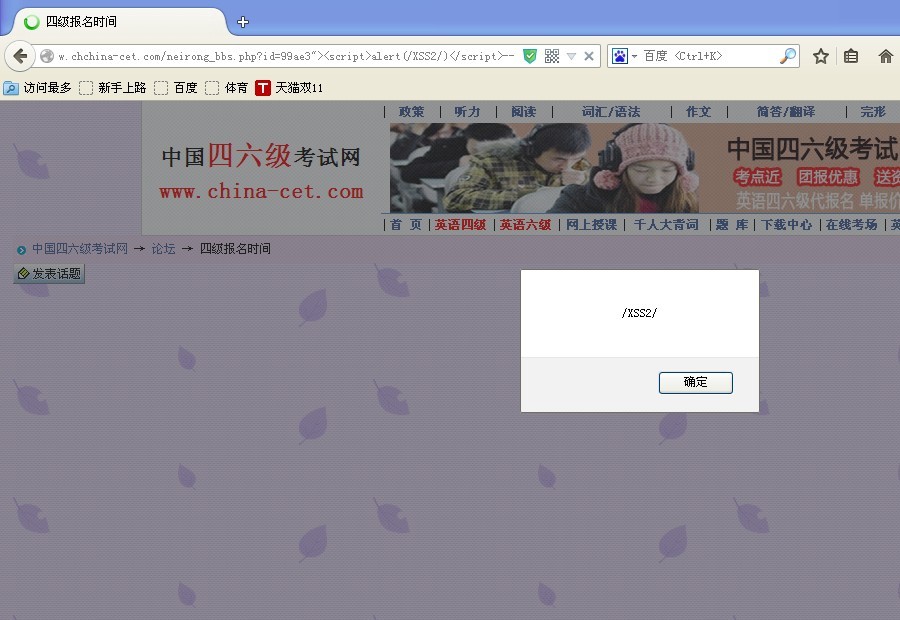 四级报名时间
w.chchina-cet.com/neirong_bbs.php?id=99ae3"><script>alert(/XSS2/)</script>--
百度 <Ctrl+K>
访问最多 新手上路 百度 体育 T 天猫双11
政策 | 听力 | 阅读 | 词汇/语法 | 作文 | 简答/翻译 | 完形
中国四六级考试网
www.china-cet.com
中国四六级考试
考点近 团报优惠 送资
英语四六级代报名 单报价
| 首 页 | 英语四级 | 英语六级 | 网上授课 | 千人大背词 | 题 库 | 下载中心 | 在线考场 | 英
中国四六级考试网 → 论坛 → 四级报名时间
发表话题
/XSS2/
确定